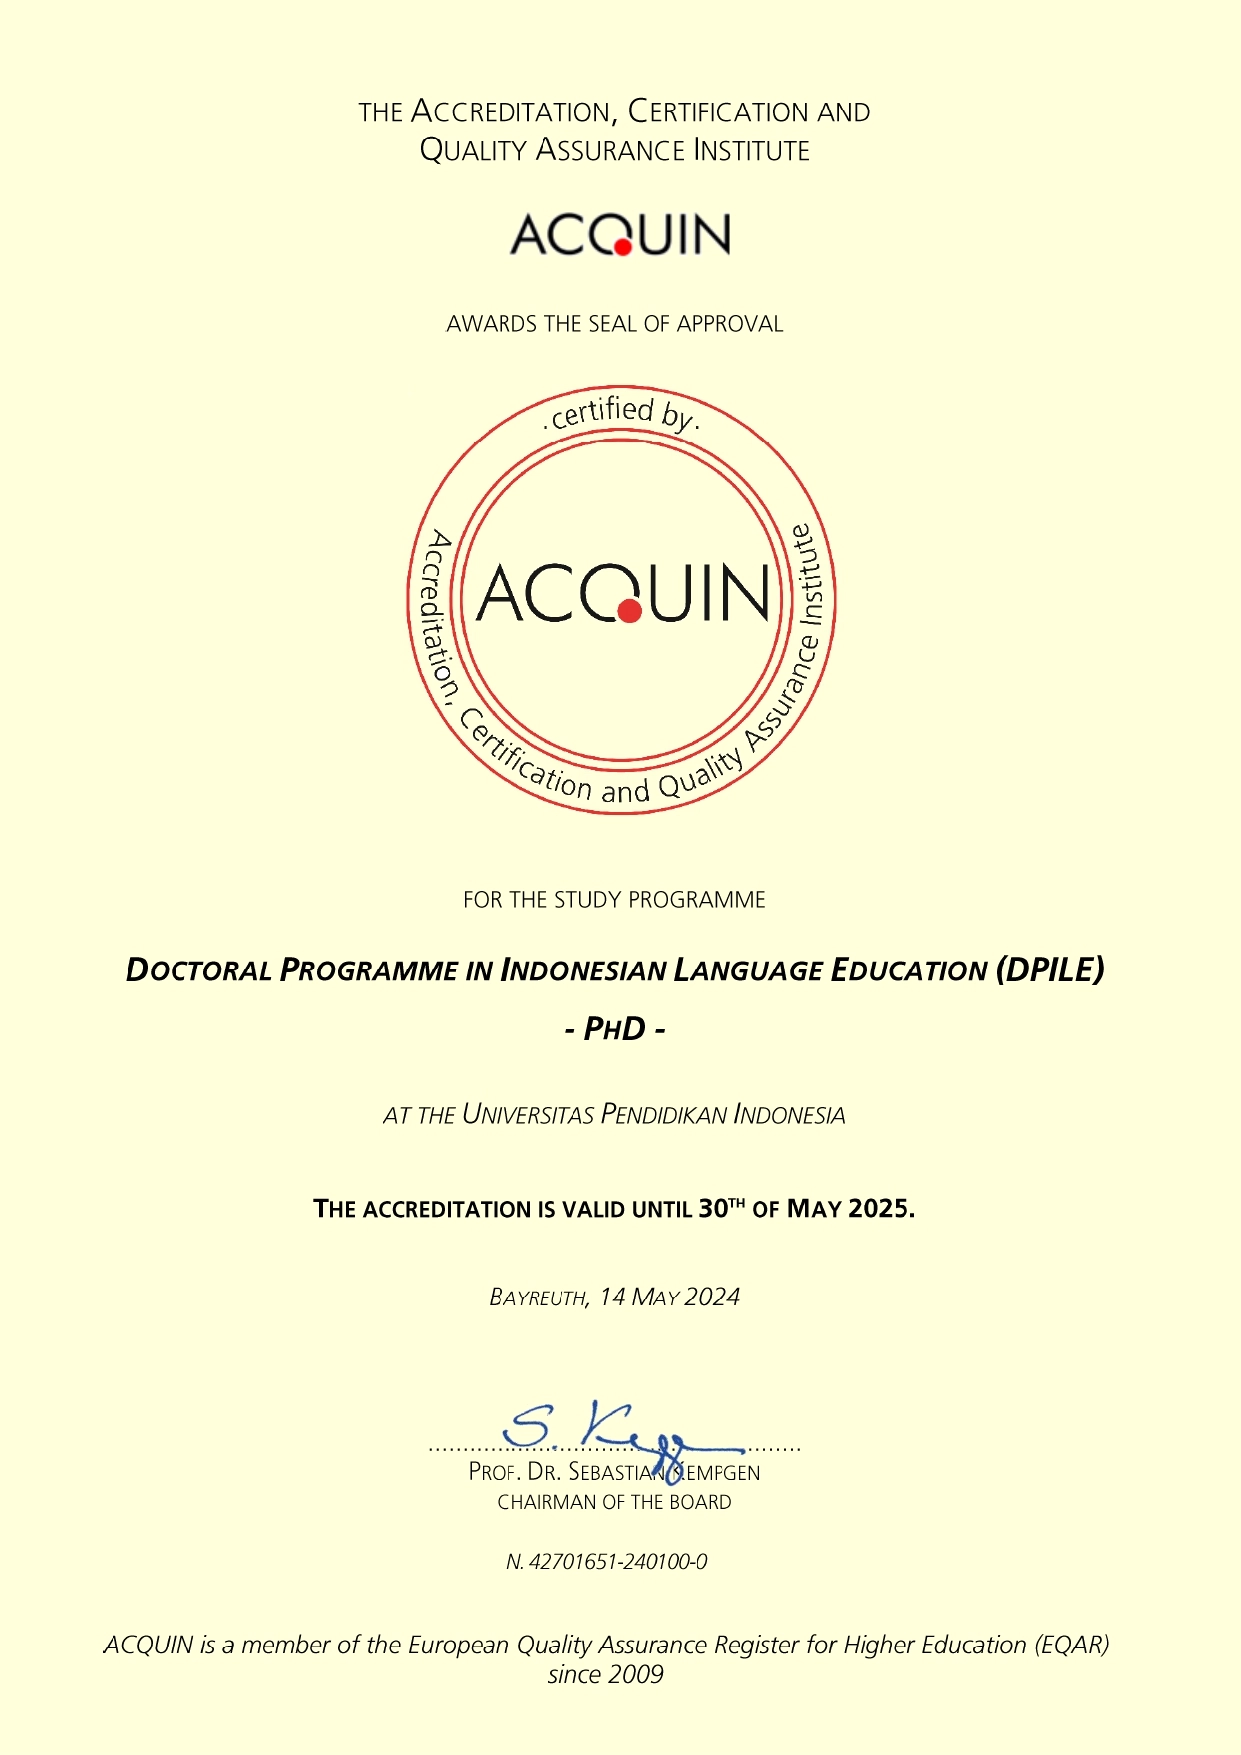 THE ACCREDITATION, CERTIFICATION AND
QUALITY ASSURANCE INSTITUTE
ACQUIN
AWARDS THE SEAL OF APPROVAL
· certified by ·
ACQUIN
Accreditation, Certification and Quality Assurance Institute
FOR THE STUDY PROGRAMME
DOCTORAL PROGRAMME IN INDONESIAN LANGUAGE EDUCATION (DPILE)
- PHD -
AT THE UNIVERSITAS PENDIDIKAN INDONESIA
THE ACCREDITATION IS VALID UNTIL 30TH OF MAY 2025.
BAYREUTH, 14 MAY 2024
PROF. DR. SEBASTIAN KEMPGEN
CHAIRMAN OF THE BOARD
N. 42701651-240100-0
ACQUIN is a member of the European Quality Assurance Register for Higher Education (EQAR)
since 2009